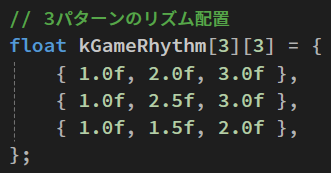 // 3パターンのリズム配置
float kGameRhythm[3][3] = {
    { 1.0f, 2.0f, 3.0f },
    { 1.0f, 2.5f, 3.0f },
    { 1.0f, 1.5f, 2.0f },
};